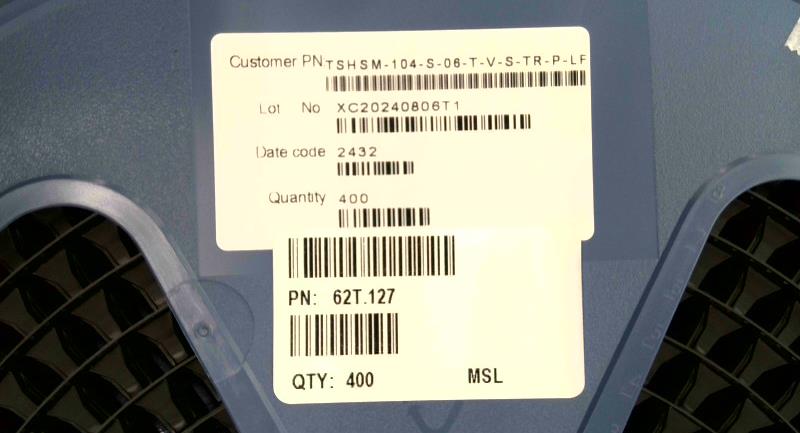 Customer PN TSHSM-104-S-06-T-V-S-TR-P-LF
Lot No XC20240806T1
Date code 2432
Quantity 400
PN: 62T.127
QTY: 400 MSL